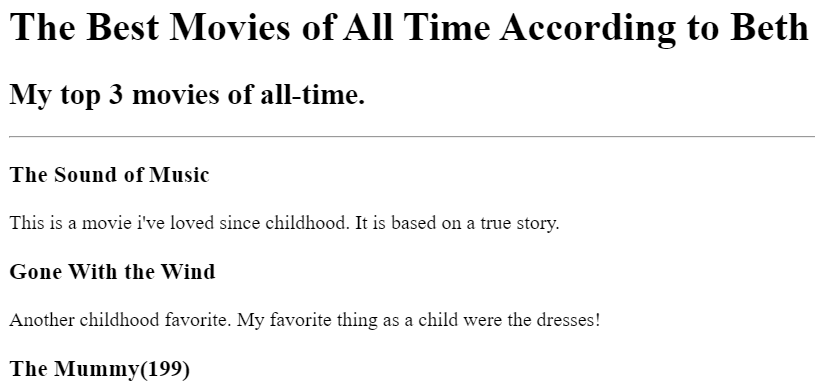 The Best Movies of All Time According to Beth
My top 3 movies of all-time.
The Sound of Music
This is a movie i've loved since childhood. It is based on a true story.
Gone With the Wind
Another childhood favorite. My favorite thing as a child were the dresses!
The Mummy(199)